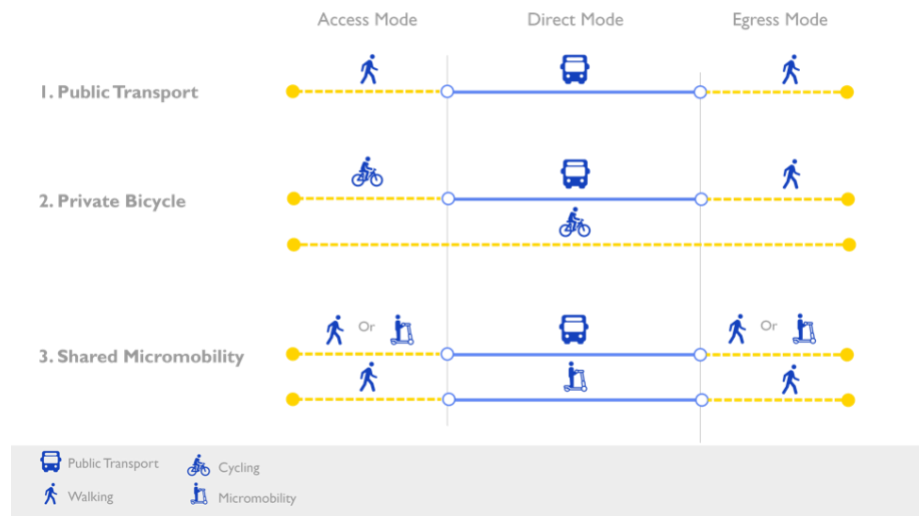 Access Mode Direct Mode Egress Mode
1. Public Transport
2. Private Bicycle
Or Or
3. Shared Micromobility
Public Transport Cycling
Walking Micromobility